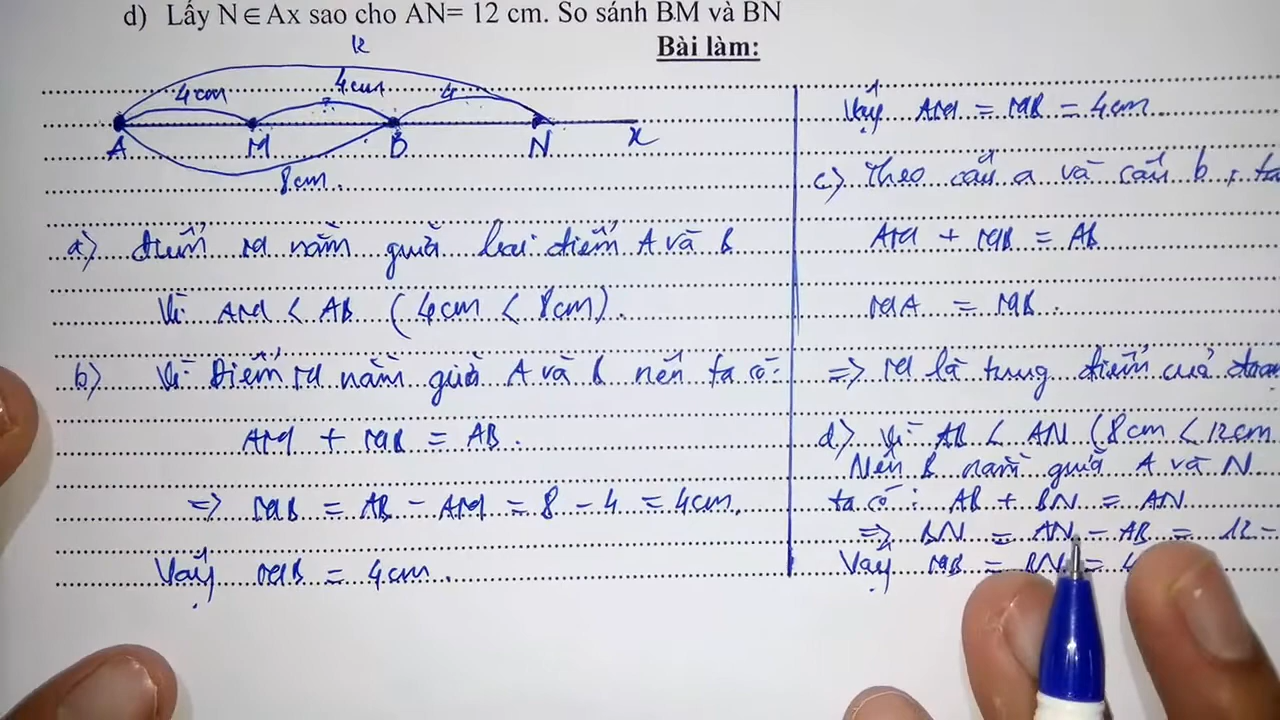 d) Lấy N∈Ax sao cho AN= 12 cm. So sánh BM và BN
Bài làm:
12
4cm
4cm
4
?
A M B N x
8cm.
a) Điểm M nằm giữa hai điểm A và B
Vì AM < AB (4cm < 8cm).
b) Vì Điểm M nằm giữa A và B nên ta có:
AM + MB = AB.
=> MB = AB - AM = 8 - 4 = 4cm.
Vậy MB = 4cm.
Vậy AM = MB = 4cm.
c) Theo câu a và câu b, ta
AM + MB = AB
MA = MB.
=> M là trung điểm của đoạn
d) Vì AB < AN (8cm < 12cm
Nên B nằm giữa A và N
ta có: AB + BN = AN
=> BN = AN - AB = 12 -
Vậy MB = BN = 4